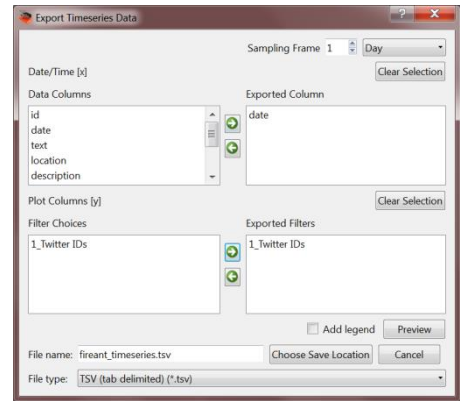 Export Timeseries Data
Sampling Frame 1 Day
Date/Time [x] Clear Selection
Data Columns Exported Column
id date
date
text
location
description
Plot Columns [y] Clear Selection
Filter Choices Exported Filters
1_Twitter IDs 1_Twitter IDs
Add legend Preview
File name: fireant_timeseries.tsv Choose Save Location Cancel
File type: TSV (tab delimited) (*.tsv)